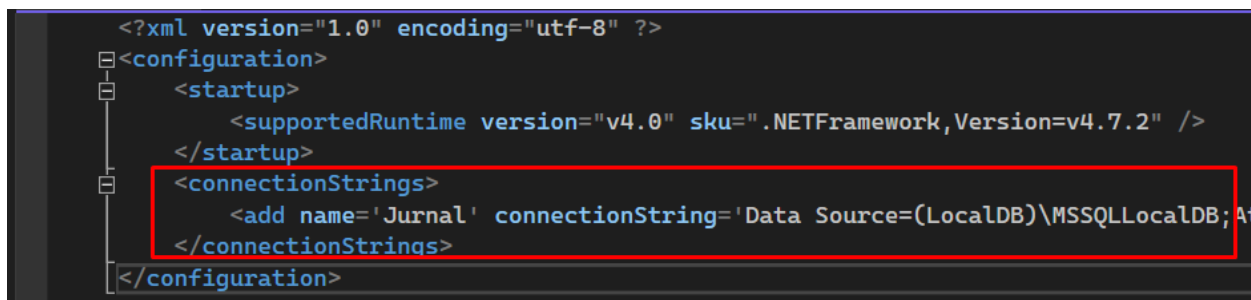 <?xml version="1.0" encoding="utf-8" ?>
<configuration>
<startup>
<supportedRuntime version="v4.0" sku=".NETFramework,Version=v4.7.2" />
</startup>
<connectionStrings>
<add name='Jurnal' connectionString='Data Source=(LocalDB)\MSSQLLocalDB;
</connectionStrings>
</configuration>